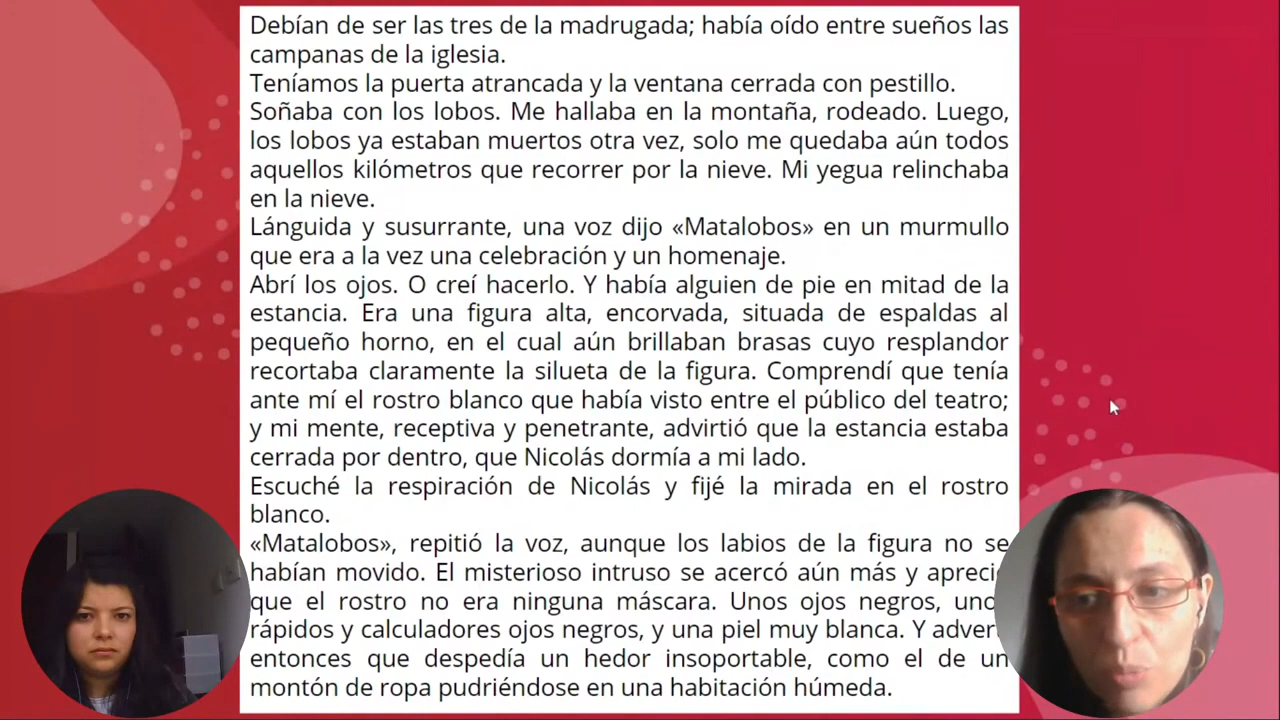 Debían de ser las tres de la madrugada; había oído entre sueños las
campanas de la iglesia.
Teníamos la puerta atrancada y la ventana cerrada con pestillo.
Soñaba con los lobos. Me hallaba en la montaña, rodeado. Luego,
los lobos ya estaban muertos otra vez, solo me quedaba aún todos
aquellos kilómetros que recorrer por la nieve. Mi yegua relinchaba
en la nieve.
Lánguida y susurrante, una voz dijo «Matalobos» en un murmullo
que era a la vez una celebración y un homenaje.
Abrí los ojos. O creí hacerlo. Y había alguien de pie en mitad de la
estancia. Era una figura alta, encorvada, situada de espaldas al
pequeño horno, en el cual aún brillaban brasas cuyo resplandor
recortaba claramente la silueta de la figura. Comprendí que tenía
ante mí el rostro blanco que había visto entre el público del teatro;
y mi mente, receptiva y penetrante, advirtió que la estancia estaba
cerrada por dentro, que Nicolás dormía a mi lado.
Escuché la respiración de Nicolás y fijé la mirada en el rostro
blanco.
«Matalobos», repitió la voz, aunque los labios de la figura no se
habían movido. El misterioso intruso se acercó aún más y
que el rostro no era ninguna máscara. Unos ojos negros,
rápidos y calculadores ojos negros, y una piel muy blanca. Y
entonces que despedía un hedor insoportable, como el de un
montón de ropa pudriéndose en una habitación húmeda.